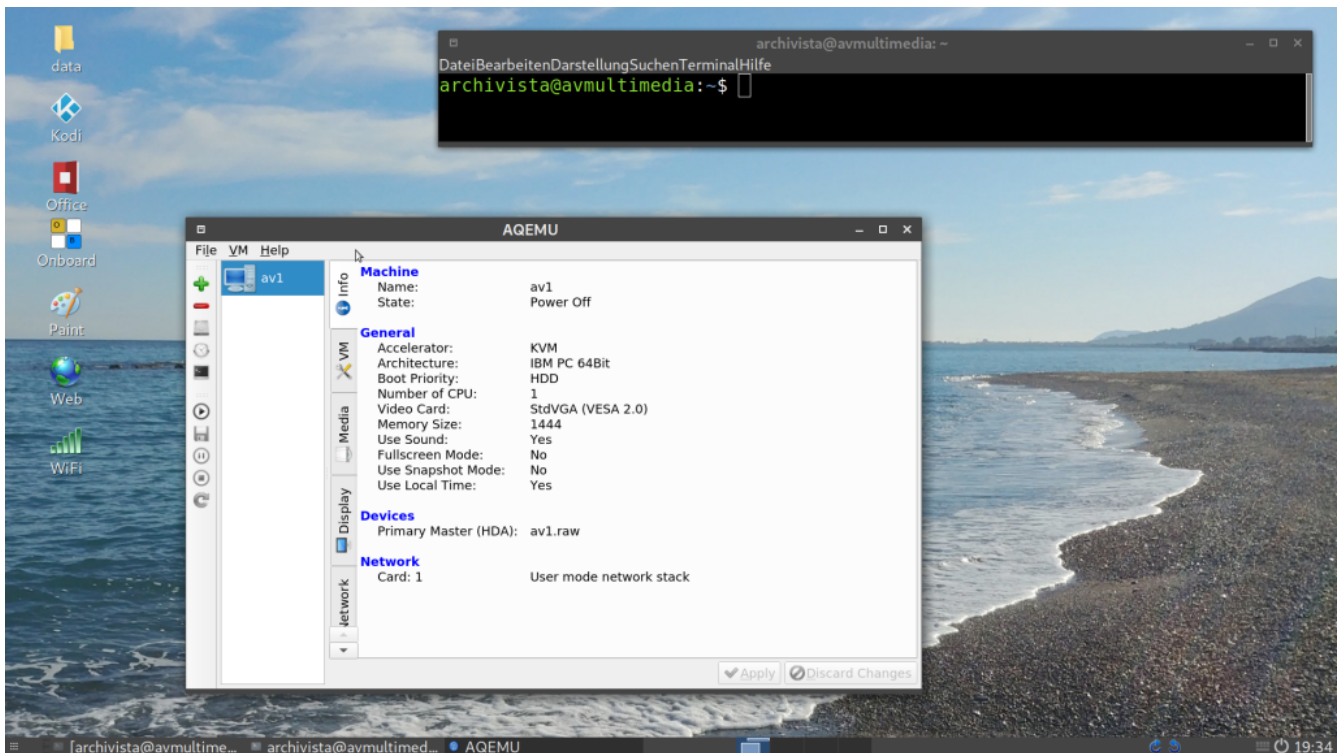 data
Kodi
Office
Onboard
Paint
Web
WiFi
archivista@avmultimedia: ~
DateiBearbeitenDarstellungSuchenTerminalHilfe
archivista@avmultimedia:~$
AQEMU
File VM Help
av1
Info
VM
Media
Display
Network
Machine
Name: av1
State: Power Off
General
Accelerator: KVM
Architecture: IBM PC 64Bit
Boot Priority: HDD
Number of CPU: 1
Video Card: StdVGA (VESA 2.0)
Memory Size: 1444
Use Sound: Yes
Fullscreen Mode: No
Use Snapshot Mode: No
Use Local Time: Yes
Devices
Primary Master (HDA): av1.raw
Network
Card: 1 User mode network stack
Apply Discard Changes
[archivista@avmultime... archivista@avmultimed... AQEMU 19:34